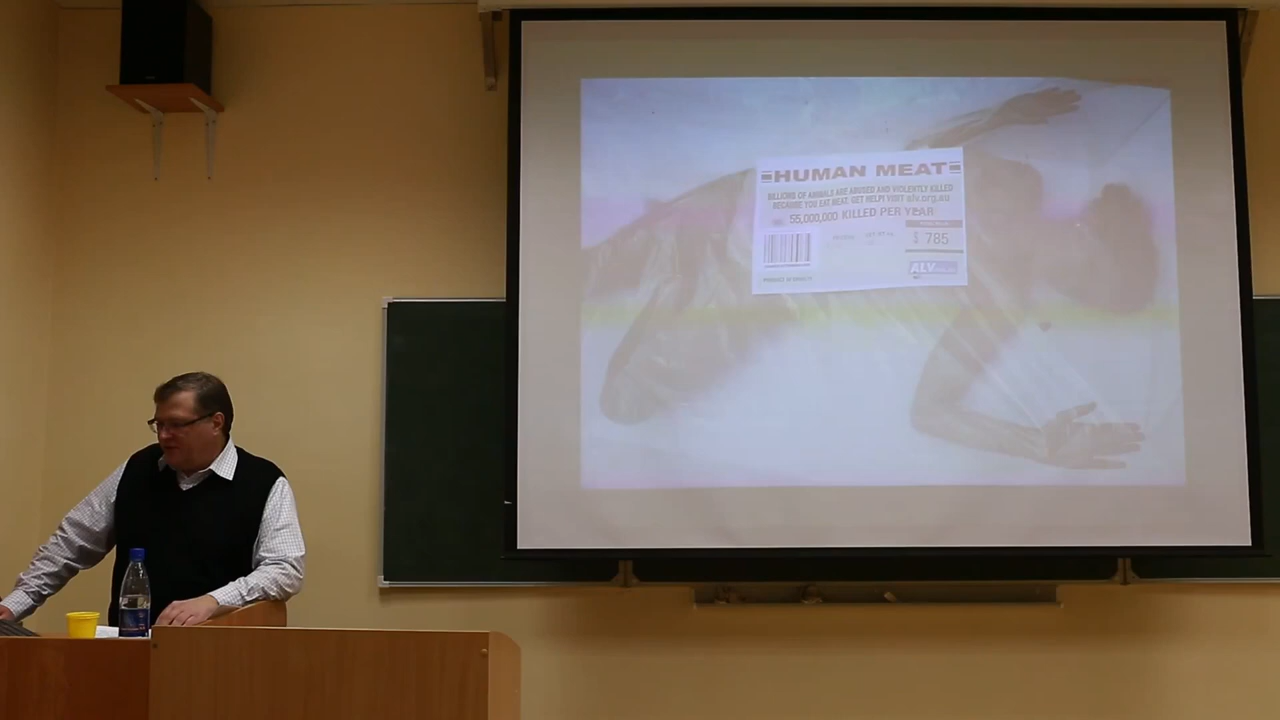 HUMAN MEAT
BILLIONS OF ANIMALS ARE ABUSED AND VIOLENTLY KILLED
BECAUSE YOU EAT MEAT. GET HELP! VISIT alv.org.au
55,000,000 KILLED PER YEAR
$ 785
ALV